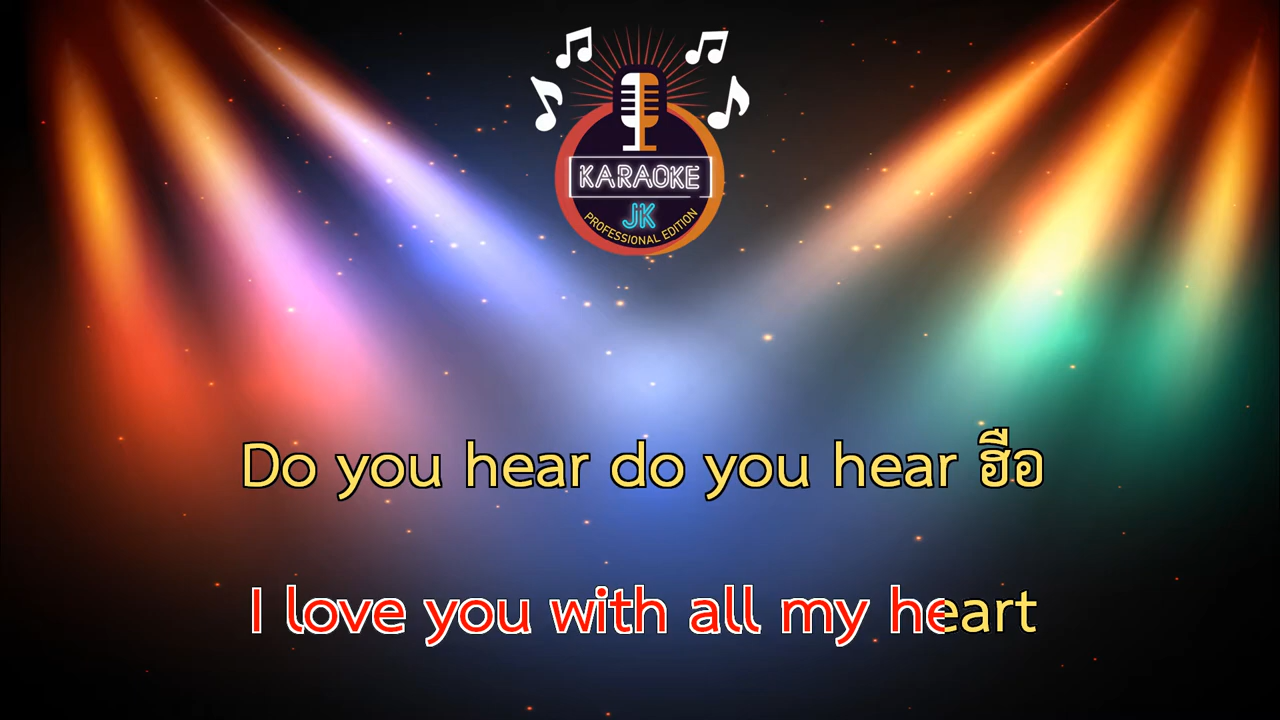 KARAOKE
JK
PROFESSIONAL EDITION
Do you hear do you hear ฮือ
I love you with all my heart